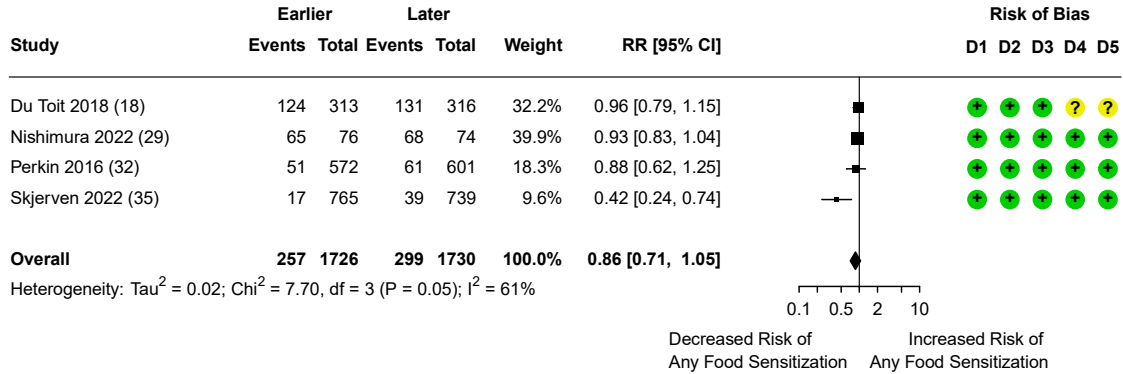 Earlier Later Risk of Bias
Study Events Total Events Total Weight RR [95% CI] D1 D2 D3 D4 D5
Du Toit 2018 (18) 124 313 131 316 32.2% 0.96 [0.79, 1.15] + + + ? ?
Nishimura 2022 (29) 65 76 68 74 39.9% 0.93 [0.83, 1.04] + + + + +
Perkin 2016 (32) 51 572 61 601 18.3% 0.88 [0.62, 1.25] + + + + +
Skjerven 2022 (35) 17 765 39 739 9.6% 0.42 [0.24, 0.74] + + + + +
Overall 257 1726 299 1730 100.0% 0.86 [0.71, 1.05]
Heterogeneity: Tau² = 0.02; Chi² = 7.70, df = 3 (P = 0.05); I² = 61%
0.1 0.5 2 10
Decreased Risk of Increased Risk of
Any Food Sensitization Any Food Sensitization